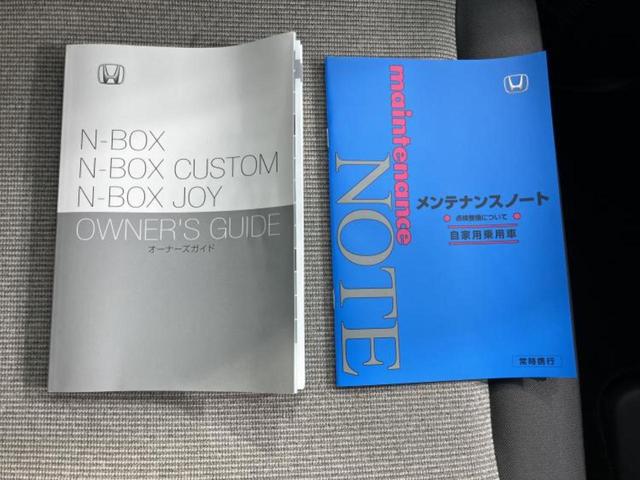 N-BOX
N-BOX CUSTOM
N-BOX JOY
OWNER'S GUIDE
オーナーズガイド
maintenance
NOTE
メンテナンスノート
点検整備について
自家用乗用車
常時携行